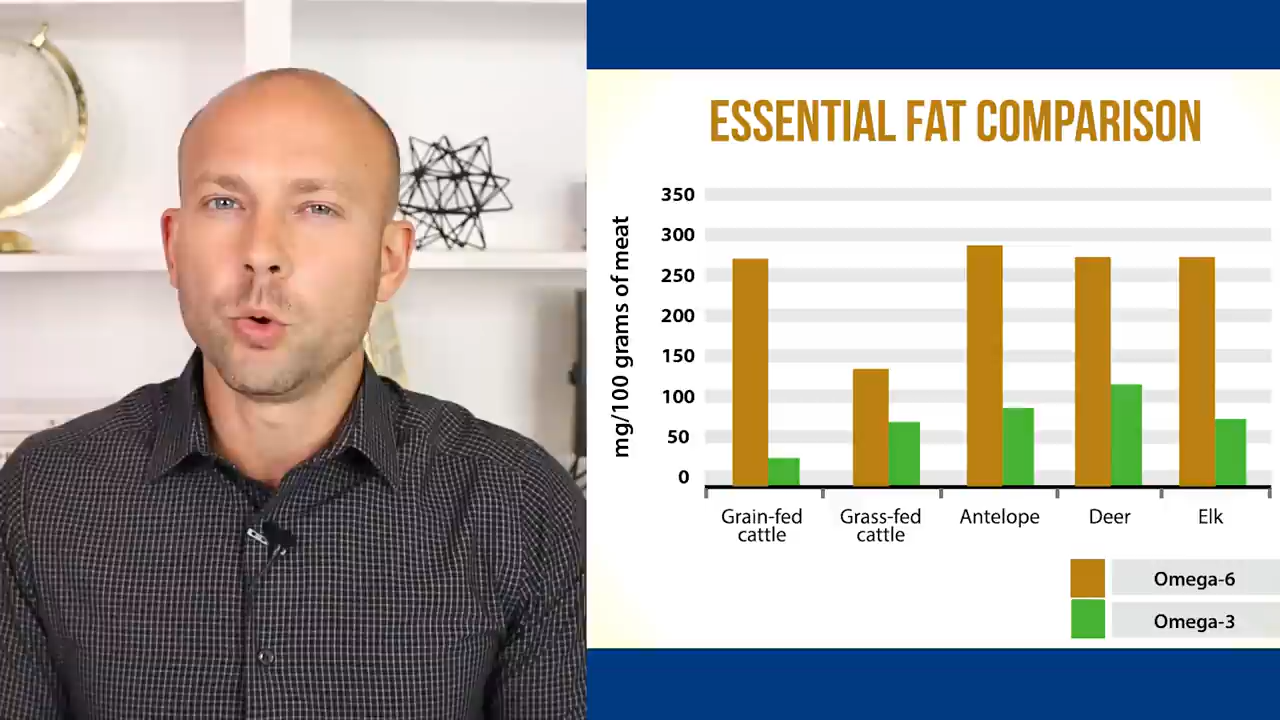 ESSENTIAL FAT COMPARISON
mg/100 grams of meat
350
300
250
200
150
100
50
0
Grain-fed
cattle
Grass-fed
cattle
Antelope
Deer
Elk
Omega-6
Omega-3